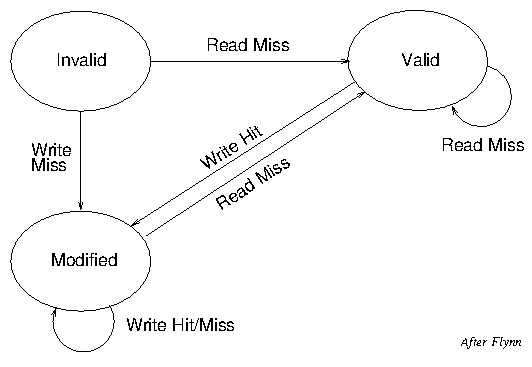 Invalid
Read Miss
Valid
Write
Miss
Write Hit
Read Miss
Read Miss
Modified
Write Hit/Miss
After Flynn